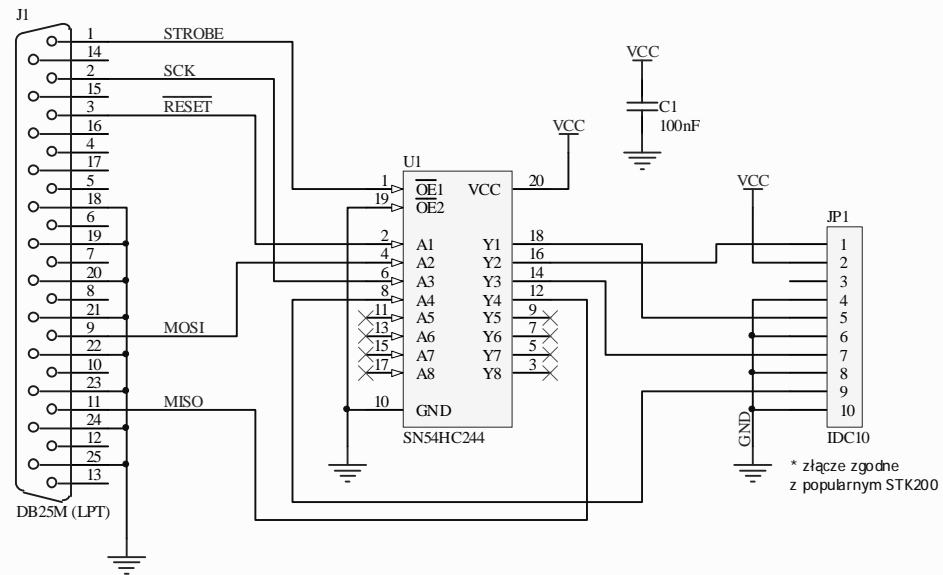 J1
1 STROBE
14
2 SCK
15
3 RESET
16
4
17
5
18
6
19
7
20
8
21
9 MOSI
22
10
23
11 MISO
24
12
25
13
DB25M (LPT)
VCC
C1
100nF
VCC
U1
1 OE1 VCC 20
19 OE2
2 A1 Y1 18
4 A2 Y2 16
6 A3 Y3 14
8 A4 Y4 12
11 A5 Y5 9
13 A6 Y6 7
15 A7 Y7 5
17 A8 Y8 3
10 GND
SN54HC244
VCC
JP1
1
2
3
4
5
6
7
8
9
10
GND
IDC10
* złącze zgodne
z popularnym STK200